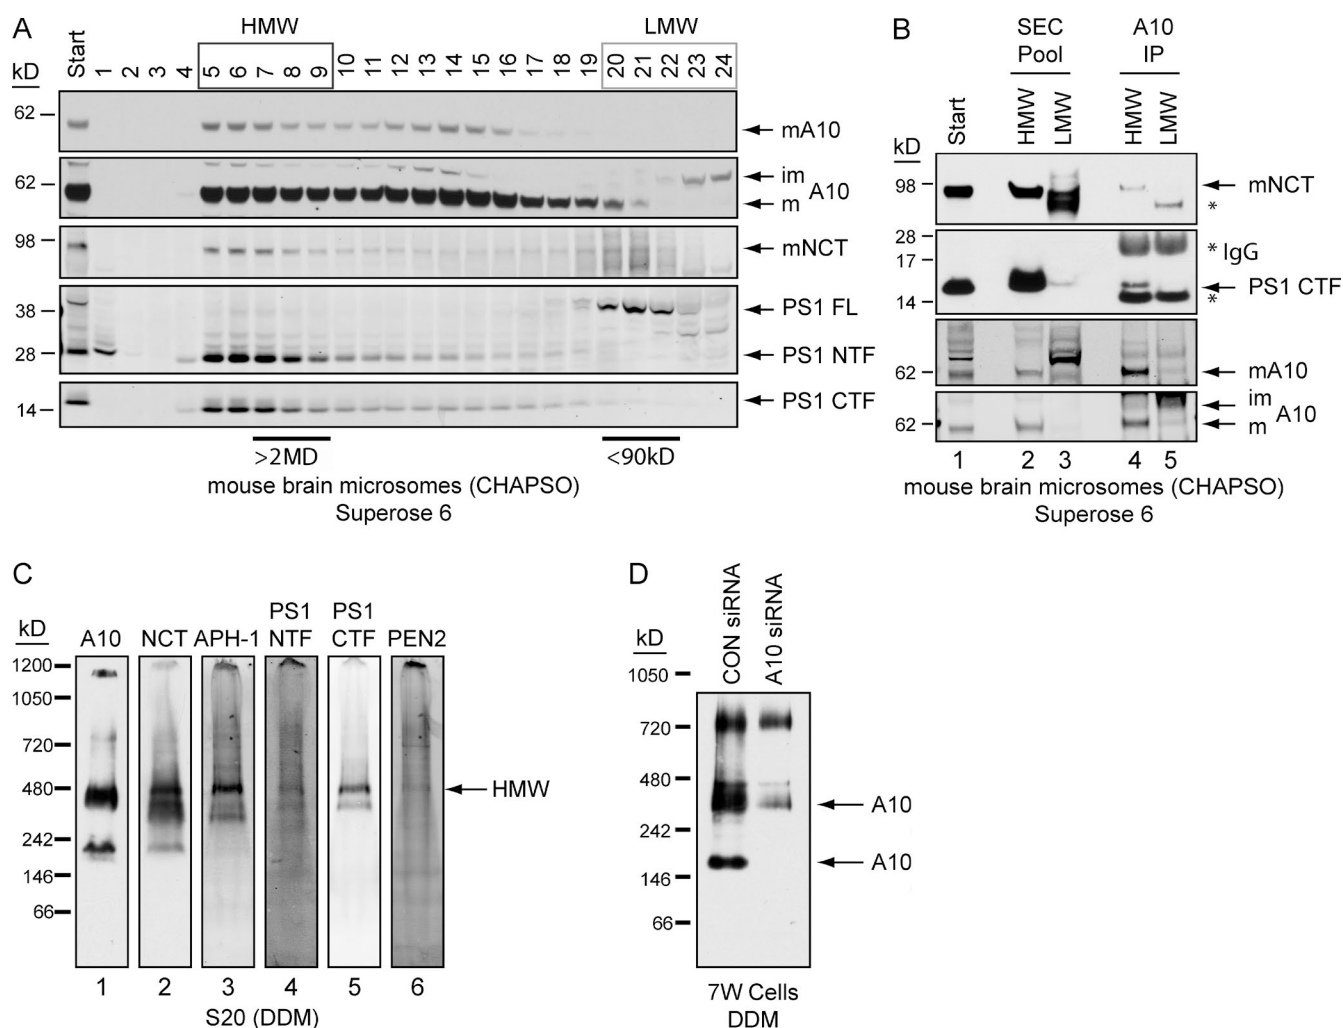 A
HMW
LMW
kD
Start 1 2 3 4 5 6 7 8 9 10 11 12 13 14 15 16 17 18 19 20 21 22 23 24
62
mA10
62
im
A10
m
98
mNCT
38
PS1 FL
28
PS1 NTF
14
PS1 CTF
>2MD
<90kD
mouse brain microsomes (CHAPSO)
Superose 6
B
SEC
Pool
A10
IP
kD
Start HMW LMW HMW LMW
98
mNCT
*
28
* IgG
17
PS1 CTF
14
*
62
mA10
im
A10
62
m
1 2 3 4 5
mouse brain microsomes (CHAPSO)
Superose 6
C
kD
A10
NCT
APH-1
PS1
NTF
PS1
CTF
PEN2
1200
1050
720
480
HMW
242
146
66
1 2 3 4 5 6
S20 (DDM)
D
kD
CON siRNA
A10 siRNA
1050
720
480
A10
242
A10
146
66
7W Cells
DDM